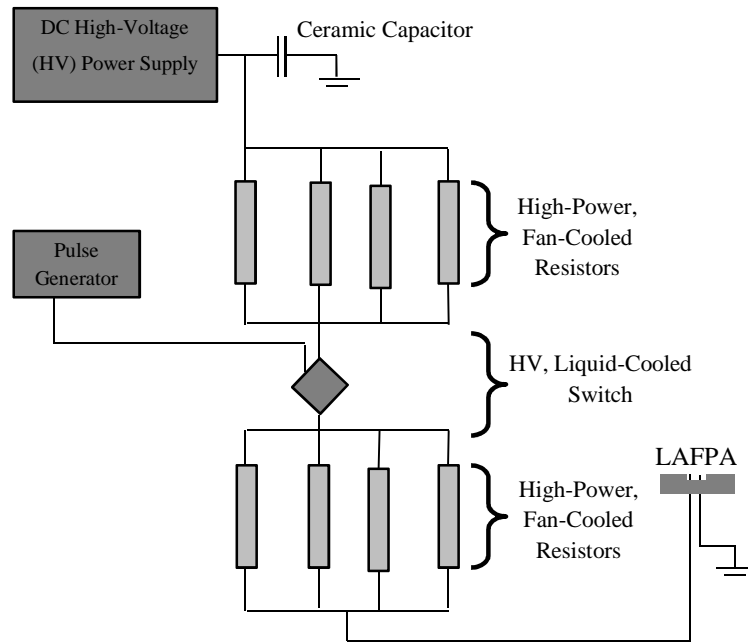 DC High-Voltage
(HV) Power Supply
Ceramic Capacitor
High-Power,
Fan-Cooled
Resistors
Pulse
Generator
HV, Liquid-Cooled
Switch
LAFPA
High-Power,
Fan-Cooled
Resistors